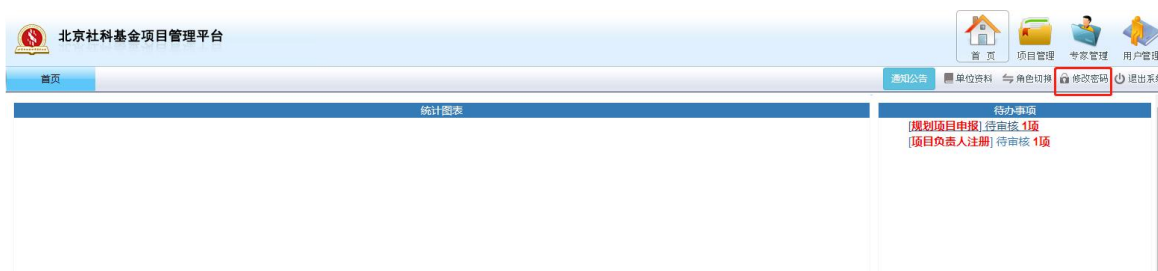 北京社科基金项目管理平台
首 页 项目管理 专家管理 用户管理
首页 通知公告 单位资料 角色切换 修改密码 退出系
统计图表 待办事项
[规划项目申报] 待审核 1项
[项目负责人注册] 待审核 1项